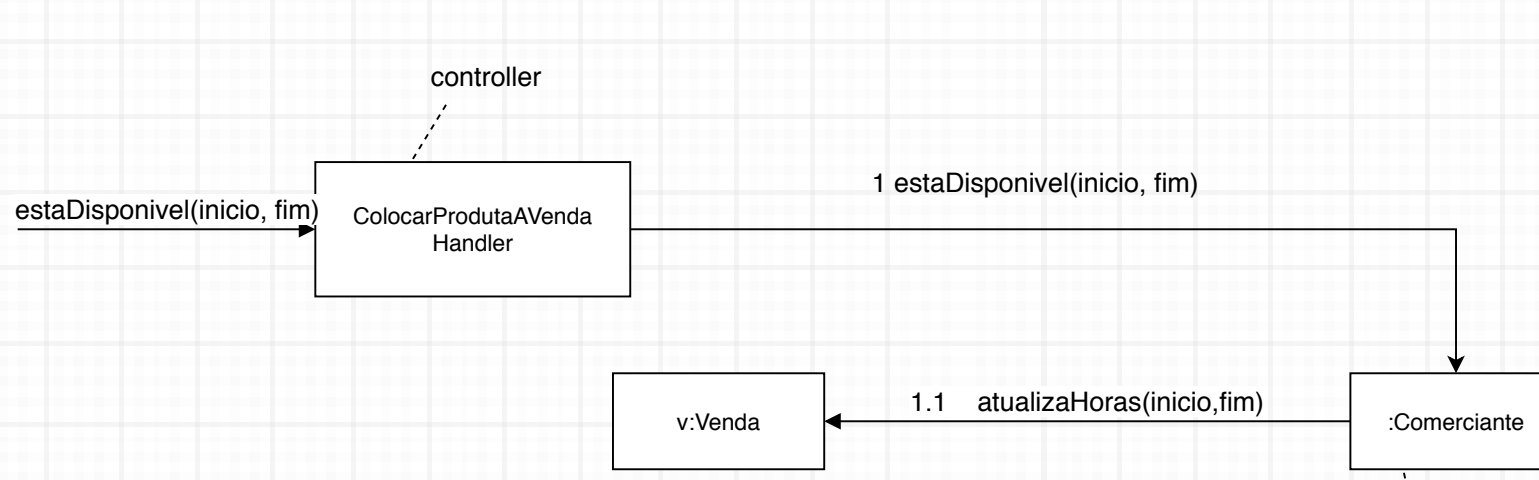 controller
1 estaDisponivel(inicio, fim)
estaDisponivel(inicio, fim)
ColocarProdutaAVenda
Handler
1.1 atualizaHoras(inicio,fim)
v:Venda
:Comerciante